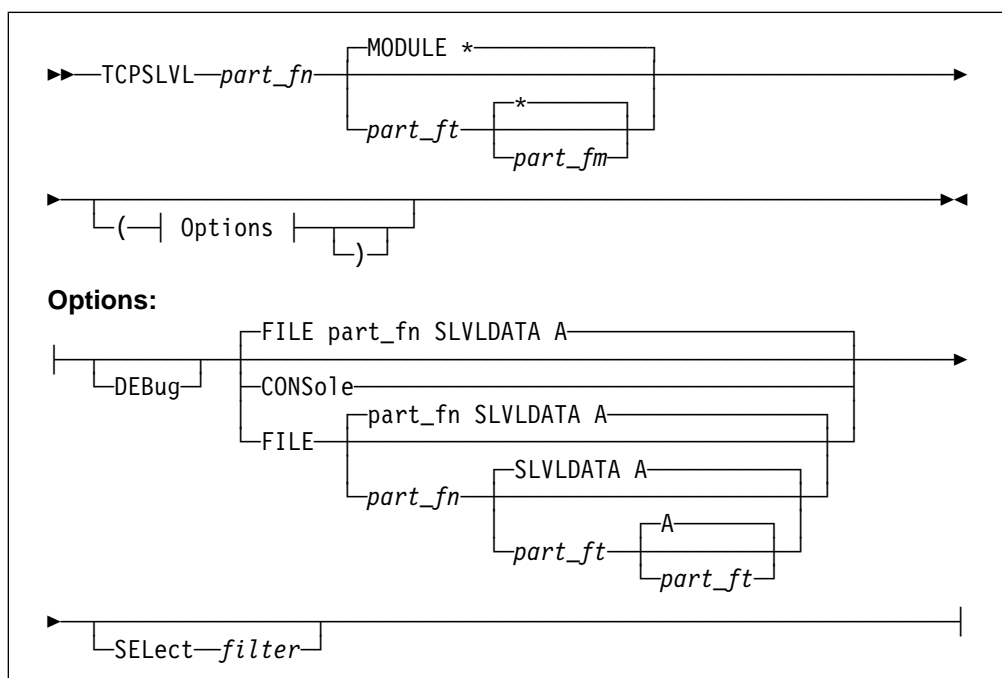 MODULE *
TCPSLVL part_fn
*
part_ft
part_fm
( Options )
Options:
FILE part_fn SLVLDATA A
DEBug
CONSole
FILE
part_fn SLVLDATA A
SLVLDATA A
part_fn
A
part_ft
part_ft
SELect filter